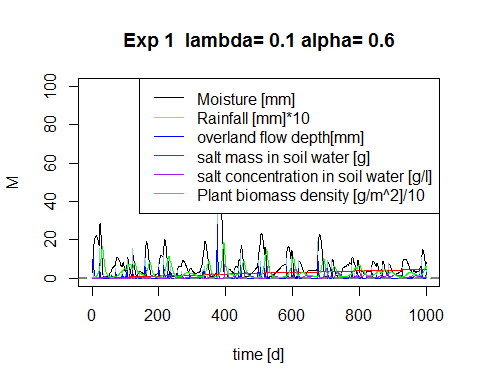 Exp 1 lambda= 0.1 alpha= 0.6
100
80
60
40
20
0
M
Moisture [mm]
Rainfall [mm]*10
overland flow depth[mm]
salt mass in soil water [g]
salt concentration in soil water [g/l]
Plant biomass density [g/m^2]/10
0 200 400 600 800 1000
time [d]